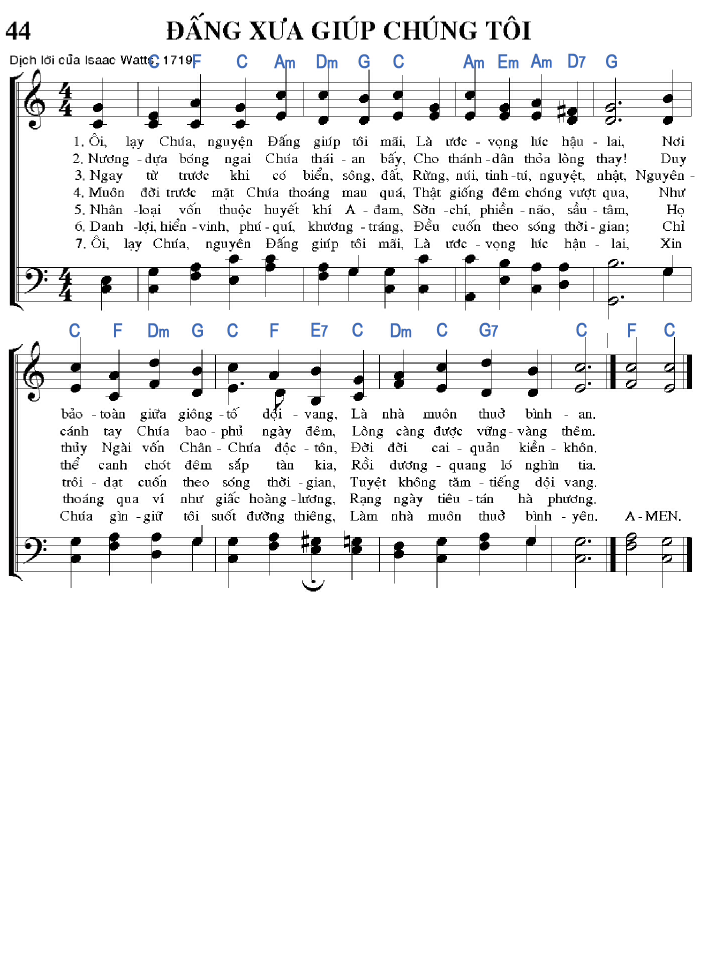 44 ĐẤNG XƯA GIÚP CHÚNG TÔI
Dịch lời của Isaac Watts, 1719
C F C Am Dm G C Am Em Am D7 G
1. Ôi, lạy Chúa, nguyện Đấng giúp tôi mãi, Là ước-vọng lúc hậu-lai, Nơi
2. Nương-dựa bóng ngai Chúa thái-an bấy, Cho thánh-dân thỏa lòng thay! Duy
3. Ngay từ trước khi có biển, sông, đất, Rừng, núi, tinh-tú, nguyệt, nhật, Nguyên-
4. Muôn đời trước mặt Chúa thoáng mau quá, Thật giống đêm chóng vượt qua, Như
5. Nhân-loại vốn thuộc huyết khí A-đam, Sờn-chí, phiền-não, sầu-tâm, Họ
6. Danh-lợi, hiển-vinh, phú-quí, khương-tráng, Đều cuốn theo sóng thời-gian; Chỉ
7. Ôi, lạy Chúa, nguyên Đấng giúp tôi mãi, Là ước-vọng lúc hậu-lai, Xin
C F Dm G C F E7 C Dm C G7 C F C
bảo-toàn giữa giông-tố dội-vang, Là nhà muôn thuở bình-an.
cánh tay Chúa bao-phủ ngày đêm, Lòng càng được vững-vàng thêm.
thủy Ngài vốn Chân-Chúa độc-tôn, Đời đời cai-quản kiền-khôn.
thể canh chót đêm sắp tàn kia, Rồi dương-quang ló nghìn tia.
trôi-dạt cuốn theo sóng thời-gian, Tuyệt không tăm-tiếng dội vang.
thoáng qua ví như giấc hoàng-lương, Rạng ngày tiêu-tán hà phương.
Chúa gìn-giữ tôi suốt đường thiêng, Làm nhà muôn thuở bình-yên. A-MEN.